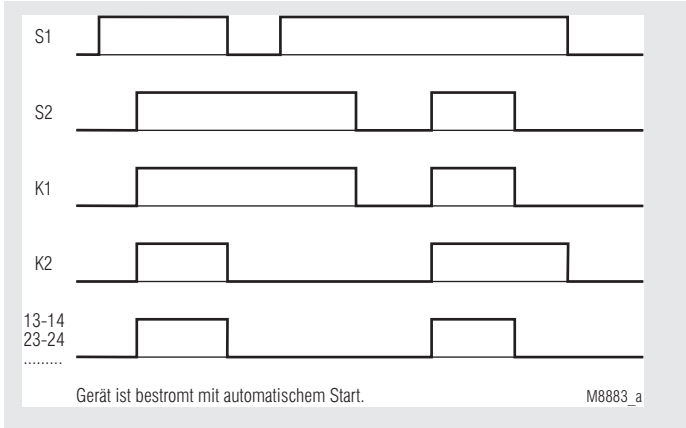 S1
S2
K1
K2
13-14
23-24
.........
Gerät ist bestromt mit automatischem Start.
M8883_a